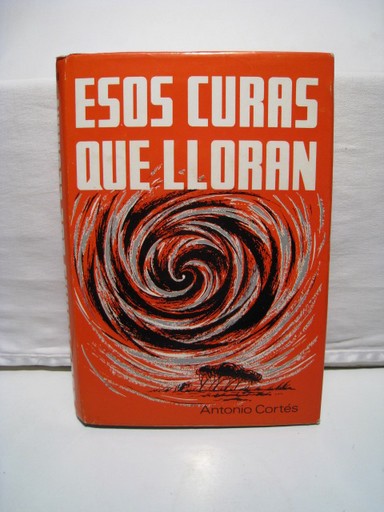 ESOS CURAS
QUE LLORAN
Antonio Cortés